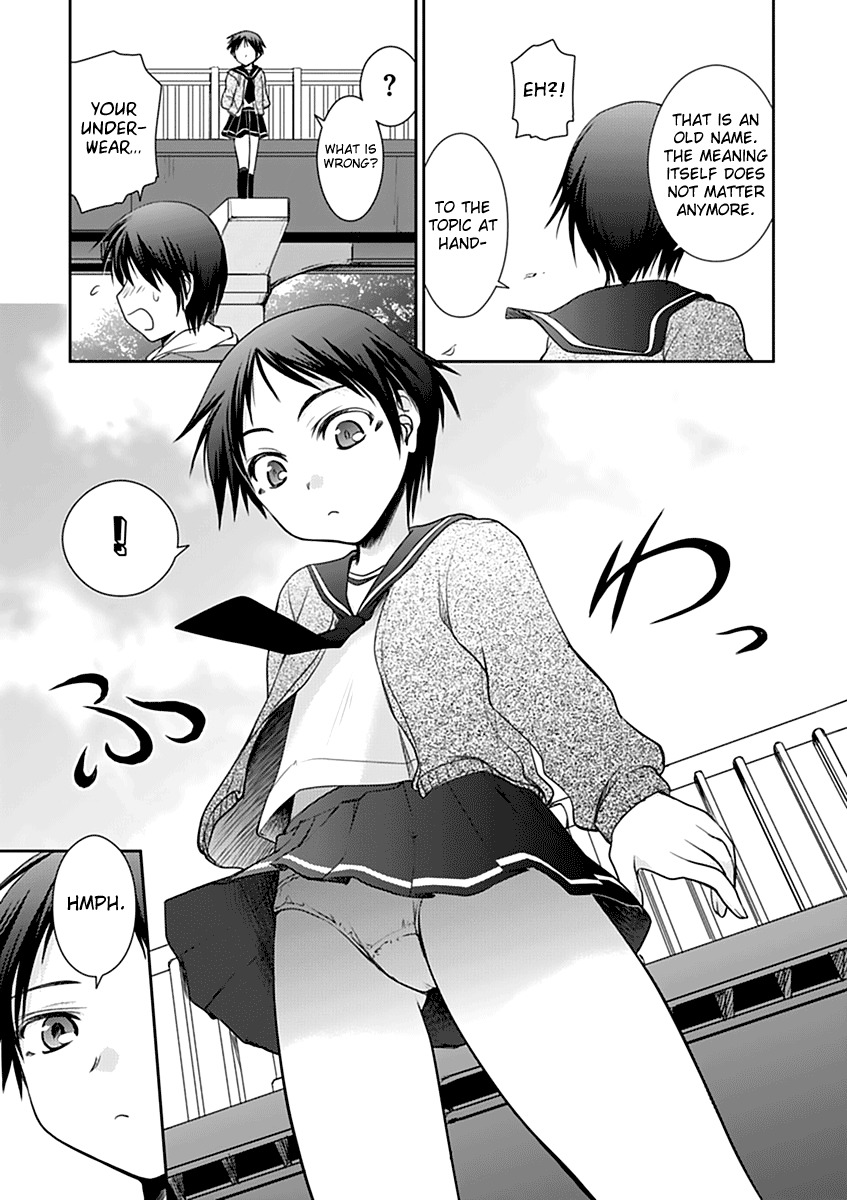 THAT IS AN
OLD NAME.
THE MEANING
ITSELF DOES
NOT MATTER
ANYMORE.
EH?!
TO THE
TOPIC AT
HAND-
?
WHAT IS
WRONG?
YOUR
UNDER-
WEAR...
!
わっ
ふっ
HMPH.